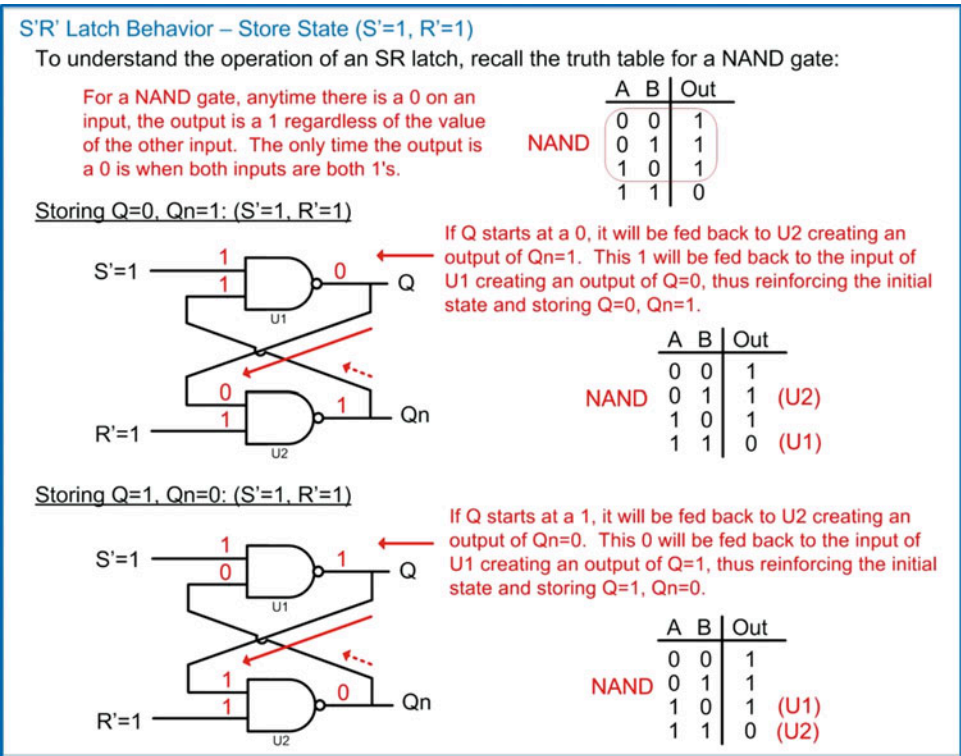 S'R' Latch Behavior – Store State (S'=1, R'=1)
To understand the operation of an SR latch, recall the truth table for a NAND gate:
For a NAND gate, anytime there is a 0 on an
input, the output is a 1 regardless of the value
of the other input. The only time the output is
a 0 is when both inputs are both 1's.
NAND
A B Out
0 0 1
0 1 1
1 0 1
1 1 0
Storing Q=0, Qn=1: (S'=1, R'=1)
S'=1
1
1
0
Q
U1
0
1
1
Qn
R'=1
U2
If Q starts at a 0, it will be fed back to U2 creating an
output of Qn=1. This 1 will be fed back to the input of
U1 creating an output of Q=0, thus reinforcing the initial
state and storing Q=0, Qn=1.
NAND
A B Out
0 0 1
0 1 1 (U2)
1 0 1
1 1 0 (U1)
Storing Q=1, Qn=0: (S'=1, R'=1)
S'=1
1
0
1
Q
U1
1
1
0
Qn
R'=1
U2
If Q starts at a 1, it will be fed back to U2 creating an
output of Qn=0. This 0 will be fed back to the input of
U1 creating an output of Q=1, thus reinforcing the initial
state and storing Q=1, Qn=0.
NAND
A B Out
0 0 1
0 1 1
1 0 1 (U1)
1 1 0 (U2)